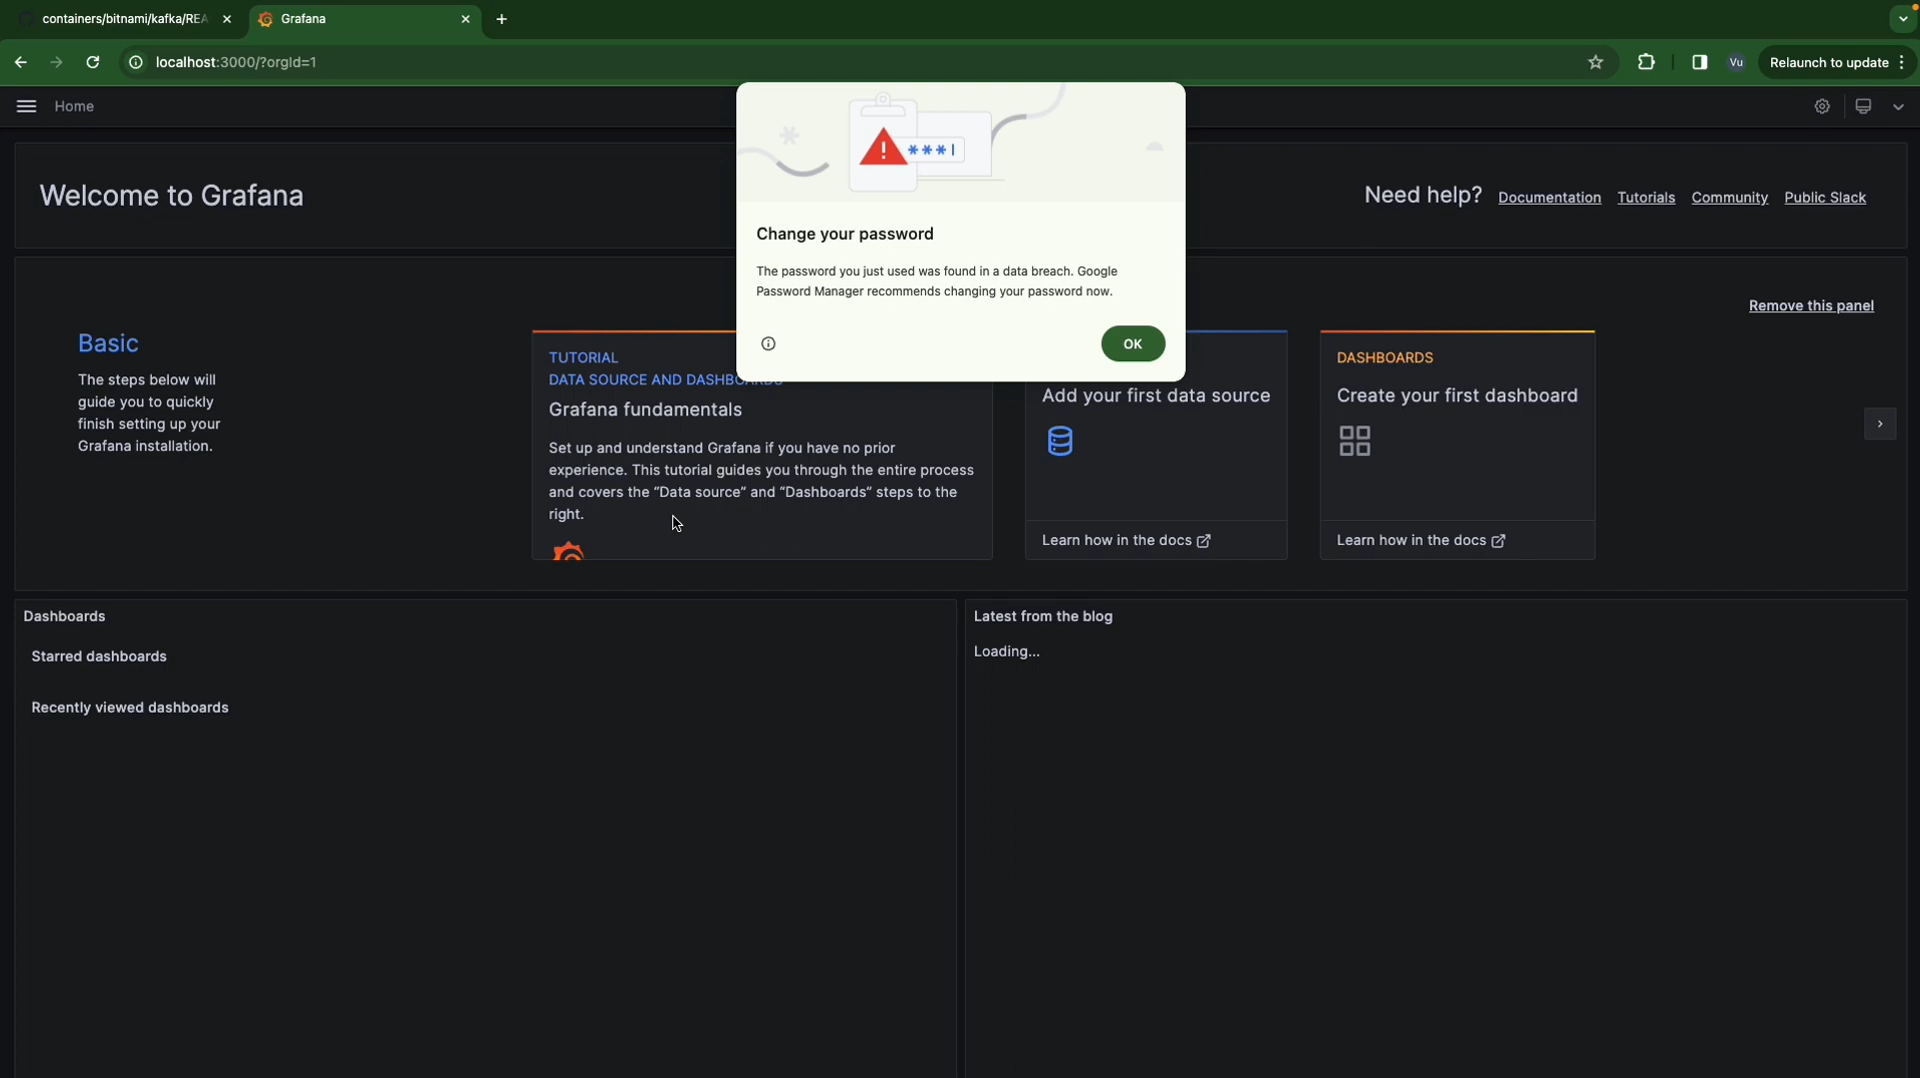 containers/bitnami/kafka/REA
Grafana
localhost:3000/?orgId=1
Vu
Relaunch to update
Home
Welcome to Grafana
Need help?
Documentation
Tutorials
Community
Public Slack
***|
Change your password
The password you just used was found in a data breach. Google
Password Manager recommends changing your password now.
OK
Remove this panel
Basic
The steps below will
guide you to quickly
finish setting up your
Grafana installation.
TUTORIAL
DATA SOURCE AND DASHBOARDS
Grafana fundamentals
Set up and understand Grafana if you have no prior
experience. This tutorial guides you through the entire process
and covers the “Data source” and “Dashboards” steps to the
right.
Add your first data source
Learn how in the docs
DASHBOARDS
Create your first dashboard
Learn how in the docs
Dashboards
Starred dashboards
Recently viewed dashboards
Latest from the blog
Loading...